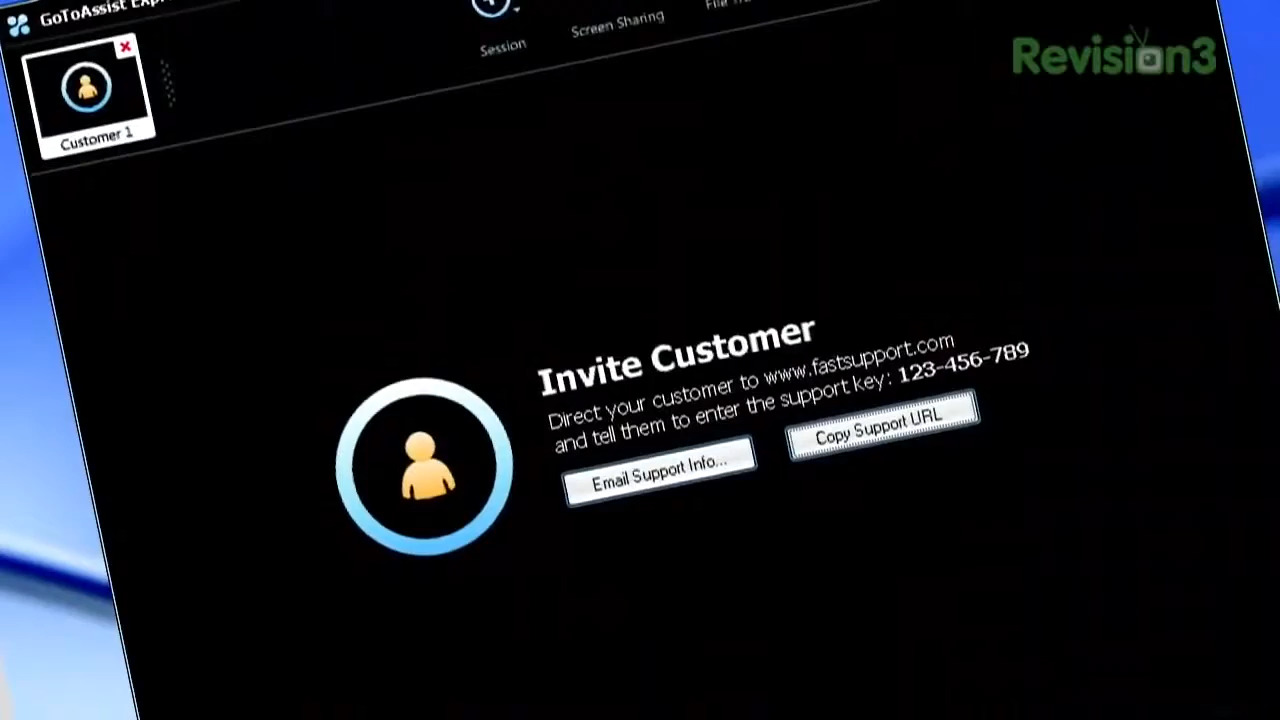 GoToAssist
Session
Screen Sharing
File
Revision3
Customer 1
Invite Customer
Direct your customer to www.fastsupport.com
and tell them to enter the support key: 123-456-789
Email Support Info...
Copy Support URL